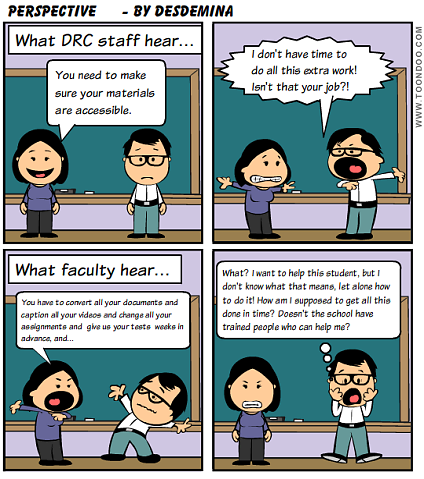 PERSPECTIVE - BY DESDEMINA
What DRC staff hear...
You need to make
sure your materials
are accessible.
I don't have time to
do all this extra work!
Isn't that your job?!
What faculty hear...
You have to convert all your documents and
caption all your videos and change all your
assignments and give us your tests weeks in
advance, and...
What? I want to help this student, but I
don't know what that means, let alone how
to do it! How am I supposed to get all this
done in time? Doesn't the school have
trained people who can help me?
WWW.TOONDOO.COM